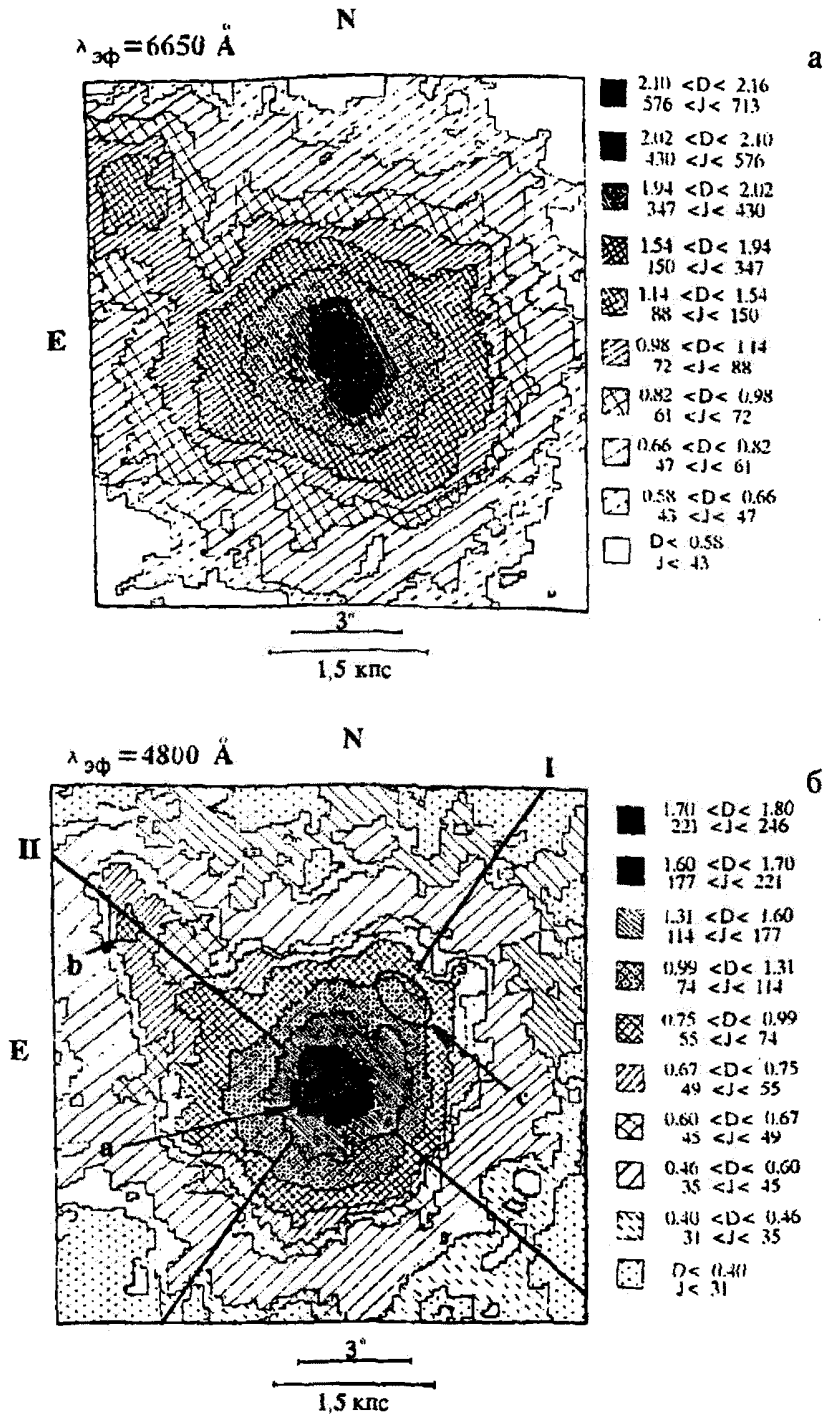 N
λэф=6650 Å
а
2.10 <D< 2.16
576 <J< 713
2.02 <D< 2.10
430 <J< 576
1.94 <D< 2.02
347 <J< 430
1.54 <D< 1.94
150 <J< 347
1.14 <D< 1.54
88 <J< 150
0.98 <D< 1.14
72 <J< 88
0.82 <D< 0.98
61 <J< 72
0.66 <D< 0.82
47 <J< 61
0.58 <D< 0.66
43 <J< 47
D< 0.58
J< 43
E
3"
1,5 кпс
N
λэф=4800 Å
I
б
II
1.70 <D< 1.80
221 <J< 246
1.60 <D< 1.70
177 <J< 221
1.31 <D< 1.60
114 <J< 177
0.99 <D< 1.31
74 <J< 114
0.75 <D< 0.99
55 <J< 74
0.67 <D< 0.75
49 <J< 55
0.60 <D< 0.67
45 <J< 49
0.46 <D< 0.60
35 <J< 45
0.40 <D< 0.46
31 <J< 35
D< 0.40
J< 31
b
E
c
a
3"
1,5 кпс